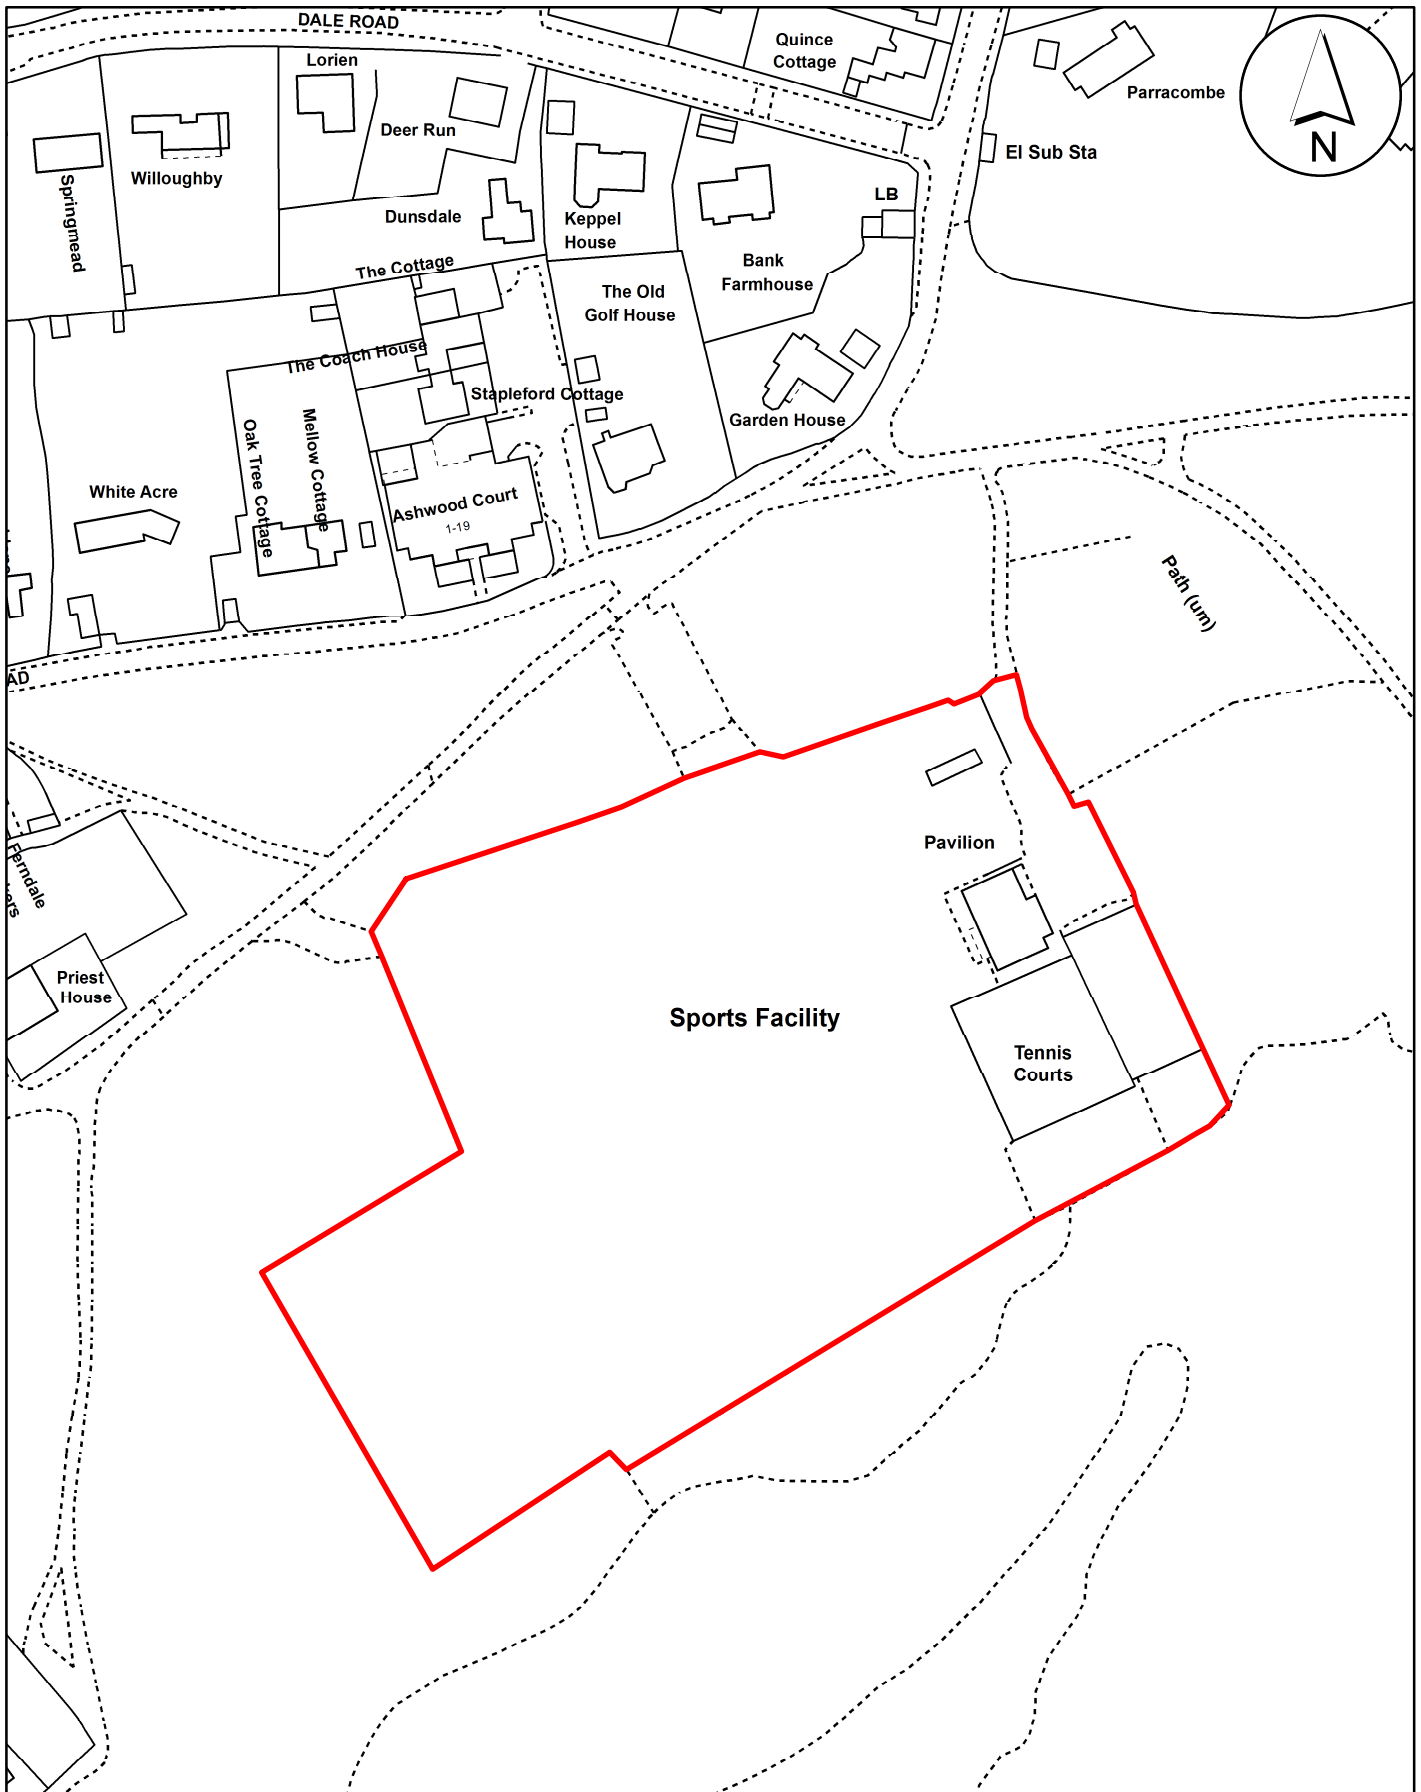 DALE ROAD
Lorien
Quince
Cottage
Parracombe
Deer Run
N
El Sub Sta
Willoughby
Springmead
LB
Dunsdale
Keppel
House
The Cottage
Bank
Farmhouse
The Old
Golf House
The Coach House
Stapleford Cottage
Garden House
Oak Tree Cottage
Mellow Cottage
White Acre
Ashwood Court
1-19
Path (um)
AD
Pavilion
Ferndale
ers
Priest
House
Sports Facility
Tennis
Courts